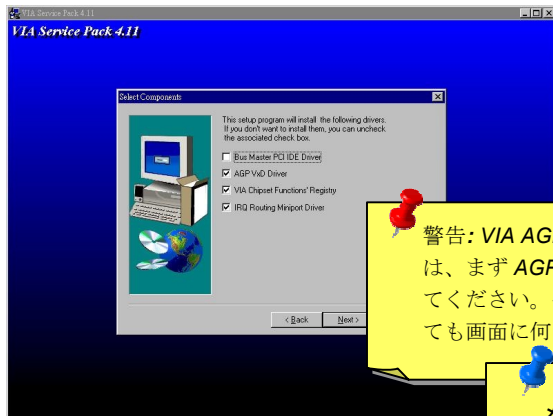 VIA Service Pack 4.11
VIA Service Pack 4.11
Select Components
This setup program will install the following drivers.
If you don't want to install them, you can uncheck
the associated check box.
Bus Master PCI IDE Driver
AGP VxD Driver
VIA Chipset Functions' Registry
IRQ Routing Miniport Driver
< Back
Next >
警告: VIA
は、まず
てください。
ても画面に何